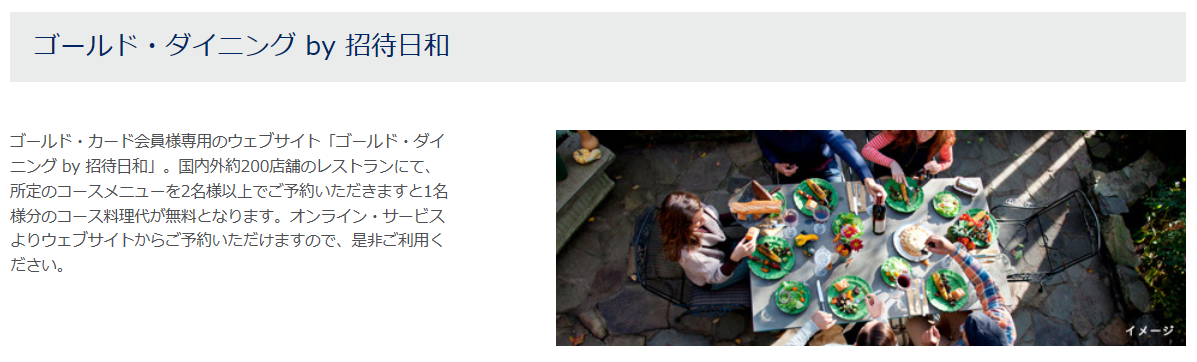 ゴールド・ダイニング by 招待日和
ゴールド・カード会員様専用のウェブサイト「ゴールド・ダイ
ニング by 招待日和」。国内外約200店舗のレストランにて、
所定のコースメニューを2名様以上でご予約いただきますと1名
様分のコース料理代が無料となります。オンライン・サービス
よりウェブサイトからご予約いただけますので、是非ご利用く
ださい。
イメージ